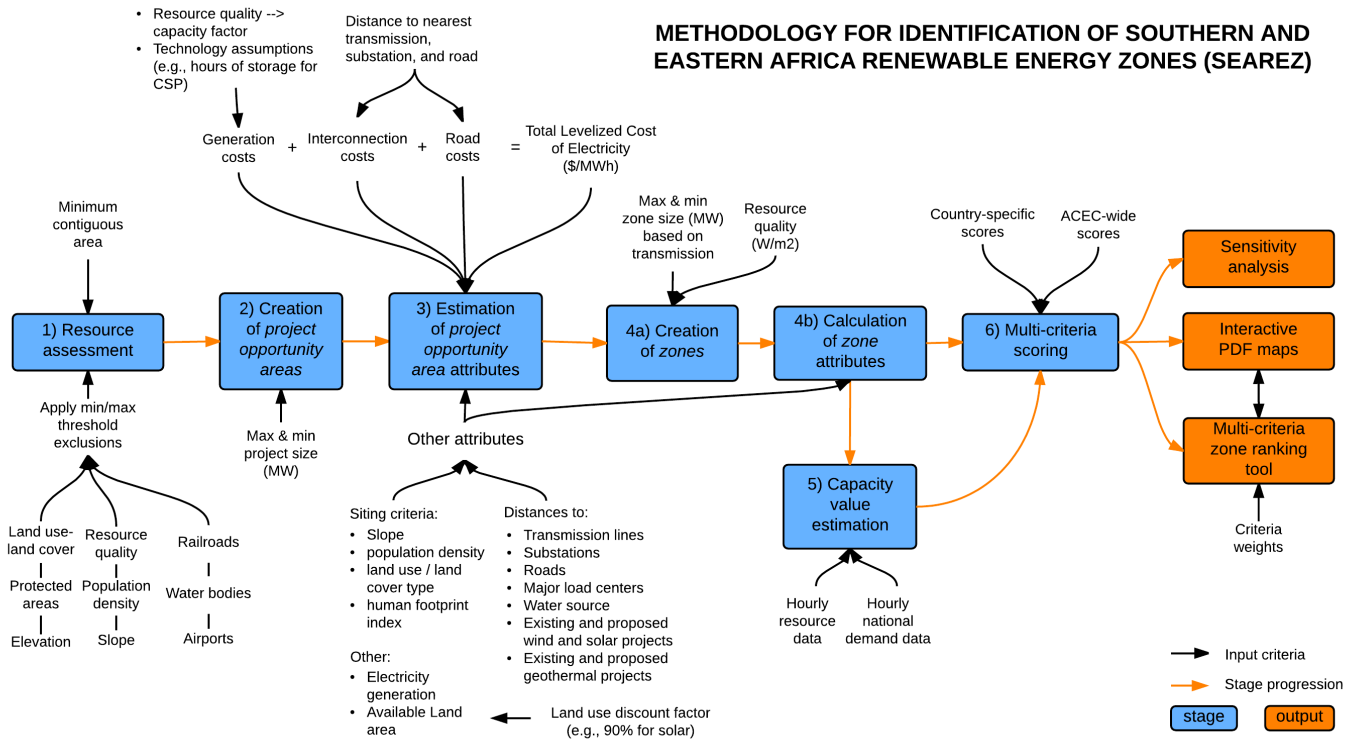 METHODOLOGY FOR IDENTIFICATION OF SOUTHERN AND
EASTERN AFRICA RENEWABLE ENERGY ZONES (SEAREZ)
• Resource quality -->
capacity factor
• Technology assumptions
(e.g., hours of storage for
CSP)
Distance to nearest
transmission,
substation, and road
Generation
costs
+
Interconnection
costs
+
Road
costs
=
Total Levelized Cost
of Electricity
($/MWh)
Minimum
contiguous
area
Max & min
zone size (MW)
based on
transmission
Resource
quality
(W/m2)
Country-specific
scores
ACEC-wide
scores
1) Resource
assessment
2) Creation
of project
opportunity
areas
3) Estimation
of project
opportunity
area attributes
4a) Creation
of zones
4b) Calculation
of zone
attributes
6) Multi-criteria
scoring
Sensitivity
analysis
Interactive
PDF maps
Multi-criteria
zone ranking
tool
Criteria
weights
Apply min/max
threshold
exclusions
Land use-
land cover
Protected
areas
Elevation
Resource
quality
Population
density
Slope
Railroads
Water bodies
Airports
Max & min
project size
(MW)
Other attributes
Siting criteria:
• Slope
• population density
• land use / land
cover type
• human footprint
index
Other:
• Electricity
generation
• Available Land
area
Distances to:
• Transmission lines
• Substations
• Roads
• Major load centers
• Water source
• Existing and proposed
wind and solar projects
• Existing and proposed
geothermal projects
Land use discount factor
(e.g., 90% for solar)
5) Capacity
value
estimation
Hourly
resource
data
Hourly
national
demand data
Input criteria
Stage progression
stage
output